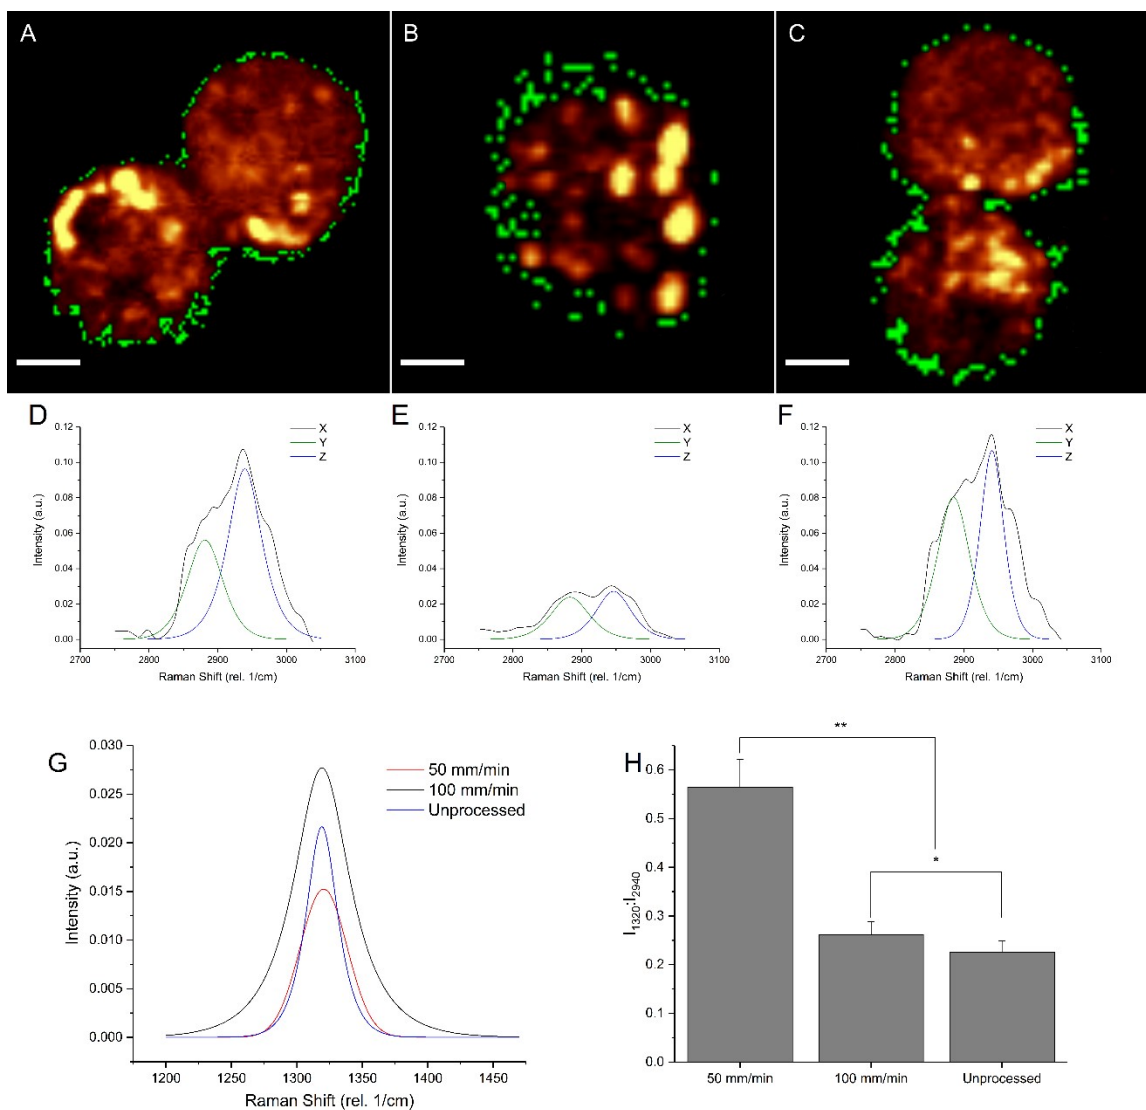 A
B
C
D
0.12
0.10
0.08
0.06
0.04
0.02
0.00
Intensity (a.u.)
2700 2800 2900 3000 3100
Raman Shift (rel. 1/cm)
X
Y
Z
E
0.12
0.10
0.08
0.06
0.04
0.02
0.00
Intensity (a.u.)
2700 2800 2900 3000 3100
Raman Shift (rel. 1/cm)
X
Y
Z
F
0.12
0.10
0.08
0.06
0.04
0.02
0.00
Intensity (a.u.)
2700 2800 2900 3000 3100
Raman Shift (rel. 1/cm)
X
Y
Z
G
0.030
0.025
0.020
0.015
0.010
0.005
0.000
Intensity (a.u.)
1200 1250 1300 1350 1400 1450
Raman Shift (rel. 1/cm)
50 mm/min
100 mm/min
Unprocessed
H
**
*
0.6
0.5
0.4
0.3
0.2
0.1
0.0
I1320:I2940
50 mm/min 100 mm/min Unprocessed